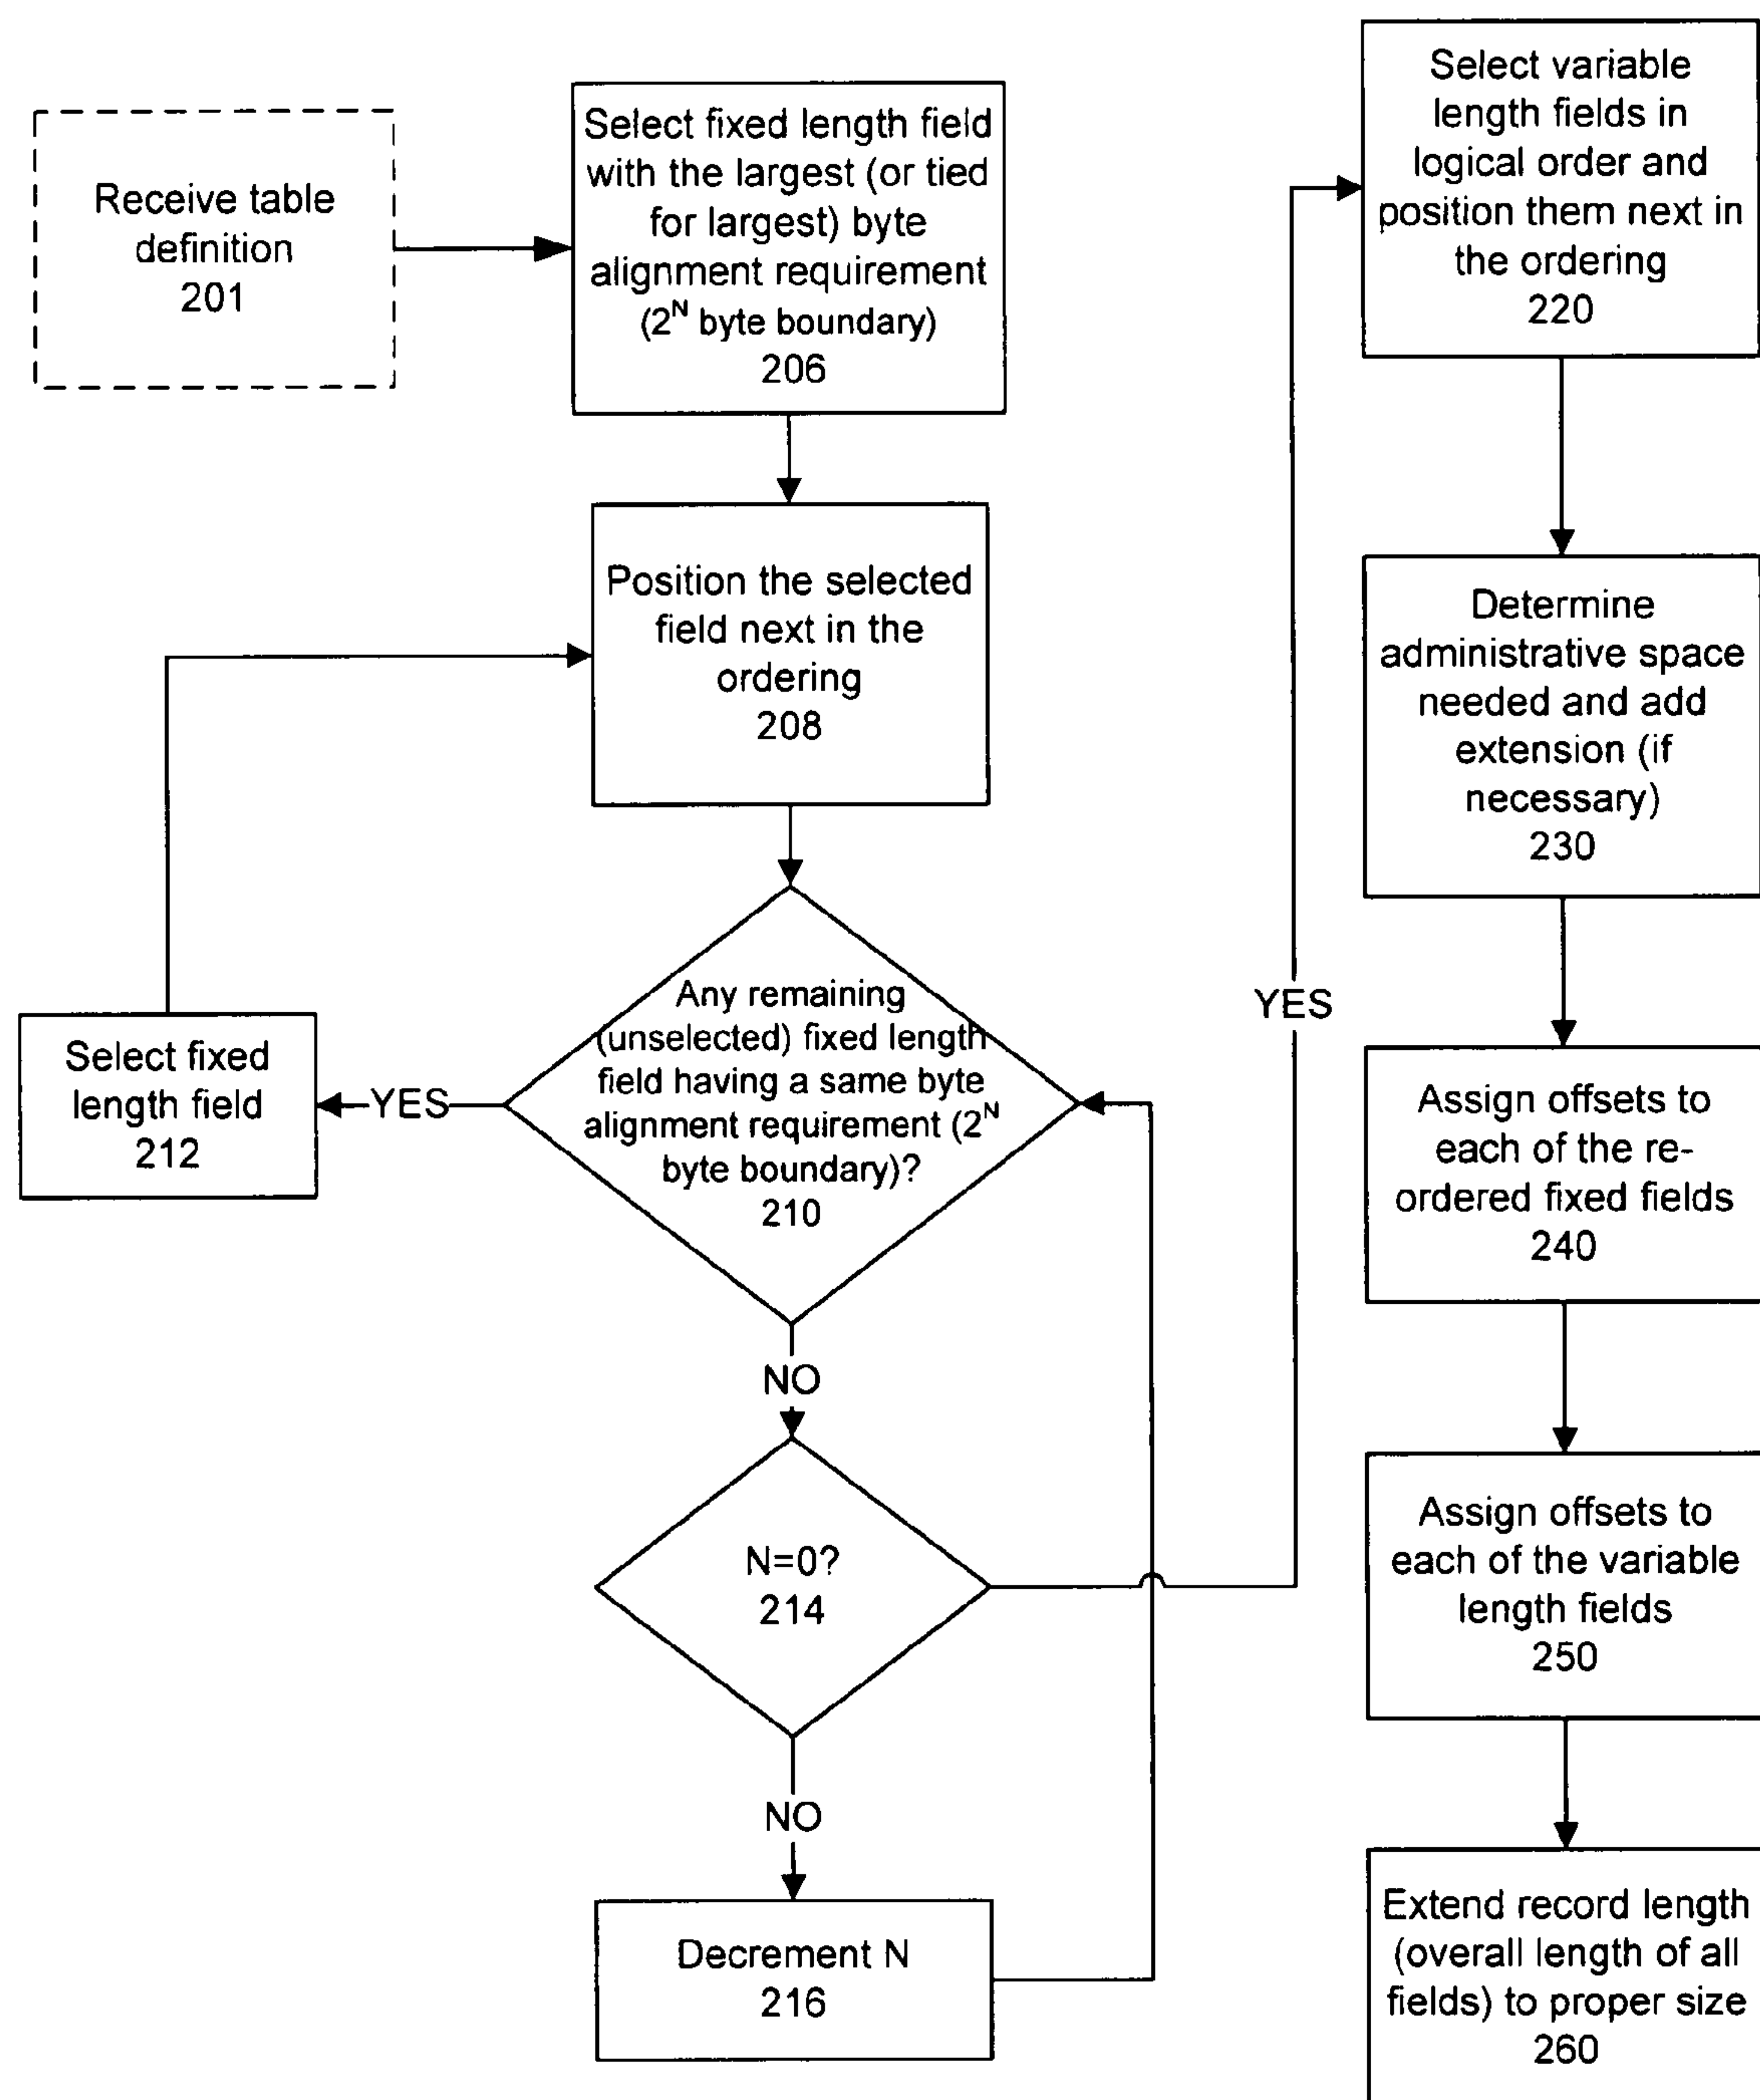 Receive table
definition
201
Select fixed length field
with the largest (or tied
for largest) byte
alignment requirement
(2^N byte boundary)
206
Position the selected
field next in the
ordering
208
Any remaining
(unselected) fixed length
field having a same byte
alignment requirement (2^N
byte boundary)?
210
YES
Select fixed
length field
212
NO
N=0?
214
NO
Decrement N
216
YES
Select variable
length fields in
logical order and
position them next in
the ordering
220
Determine
administrative space
needed and add
extension (if
necessary)
230
Assign offsets to
each of the re-
ordered fixed fields
240
Assign offsets to
each of the variable
length fields
250
Extend record length
(overall length of all
fields) to proper size
260